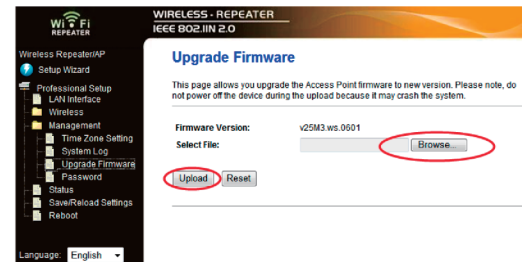 Wi Fi
REPEATER
WIRELESS - REPEATER
IEEE 802.11N 2.0
Wireless Repeater/AP
Setup Wizard
Professional Setup
LAN Interface
Wireless
Management
Time Zone Setting
System Log
Upgrade Firmware
Password
Status
Save/Reload Settings
Reboot
Language: English
Upgrade Firmware
This page allows you upgrade the Access Point firmware to new version. Please note, do
not power off the device during the upload because it may crash the system.
Firmware Version: v25M3.ws.0601
Select File: Browse...
Upload Reset